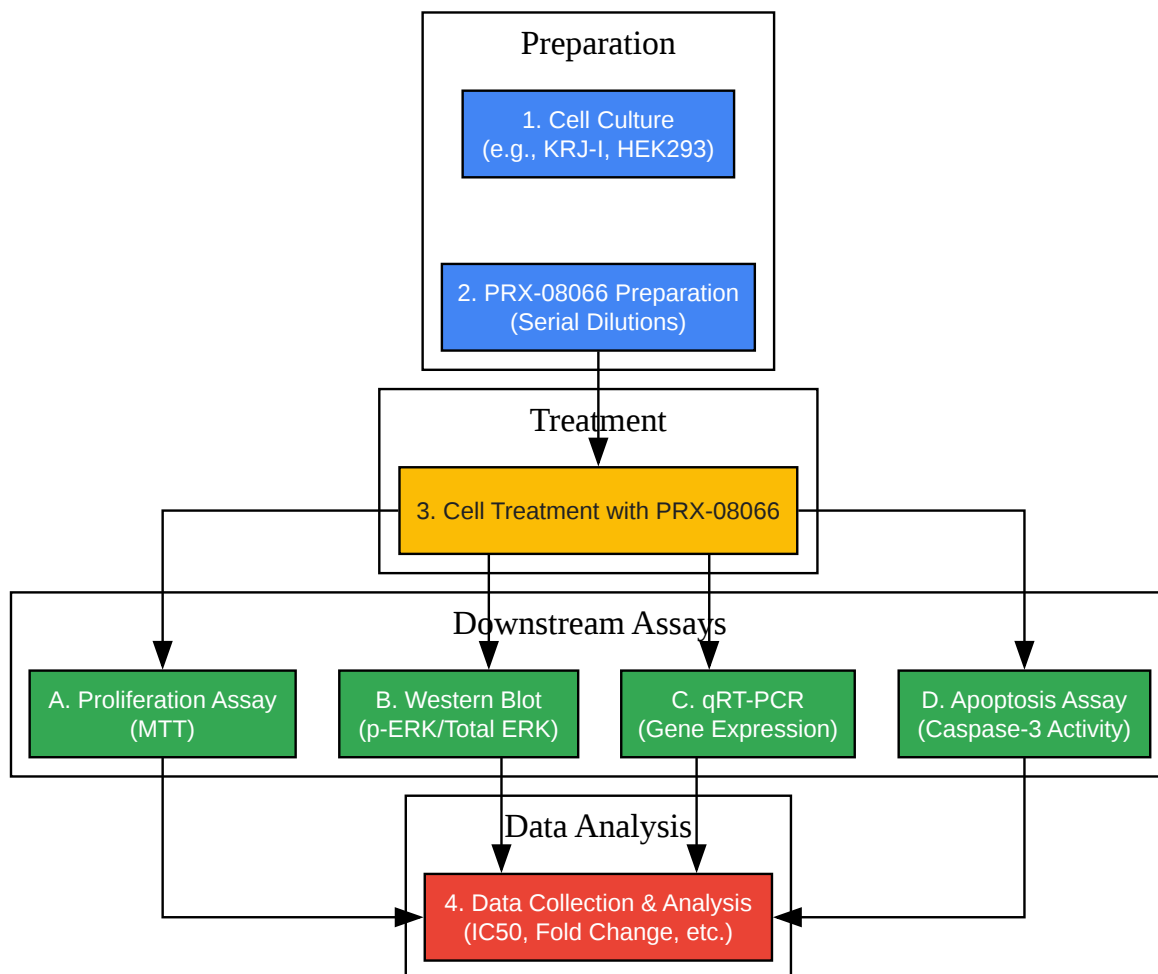 Preparation
1. Cell Culture
(e.g., KRJ-I, HEK293)
2. PRX-08066 Preparation
(Serial Dilutions)
Treatment
3. Cell Treatment with PRX-08066
Downstream Assays
A. Proliferation Assay
(MTT)
B. Western Blot
(p-ERK/Total ERK)
C. qRT-PCR
(Gene Expression)
D. Apoptosis Assay
(Caspase-3 Activity)
Data Analysis
4. Data Collection & Analysis
(IC50, Fold Change, etc.)